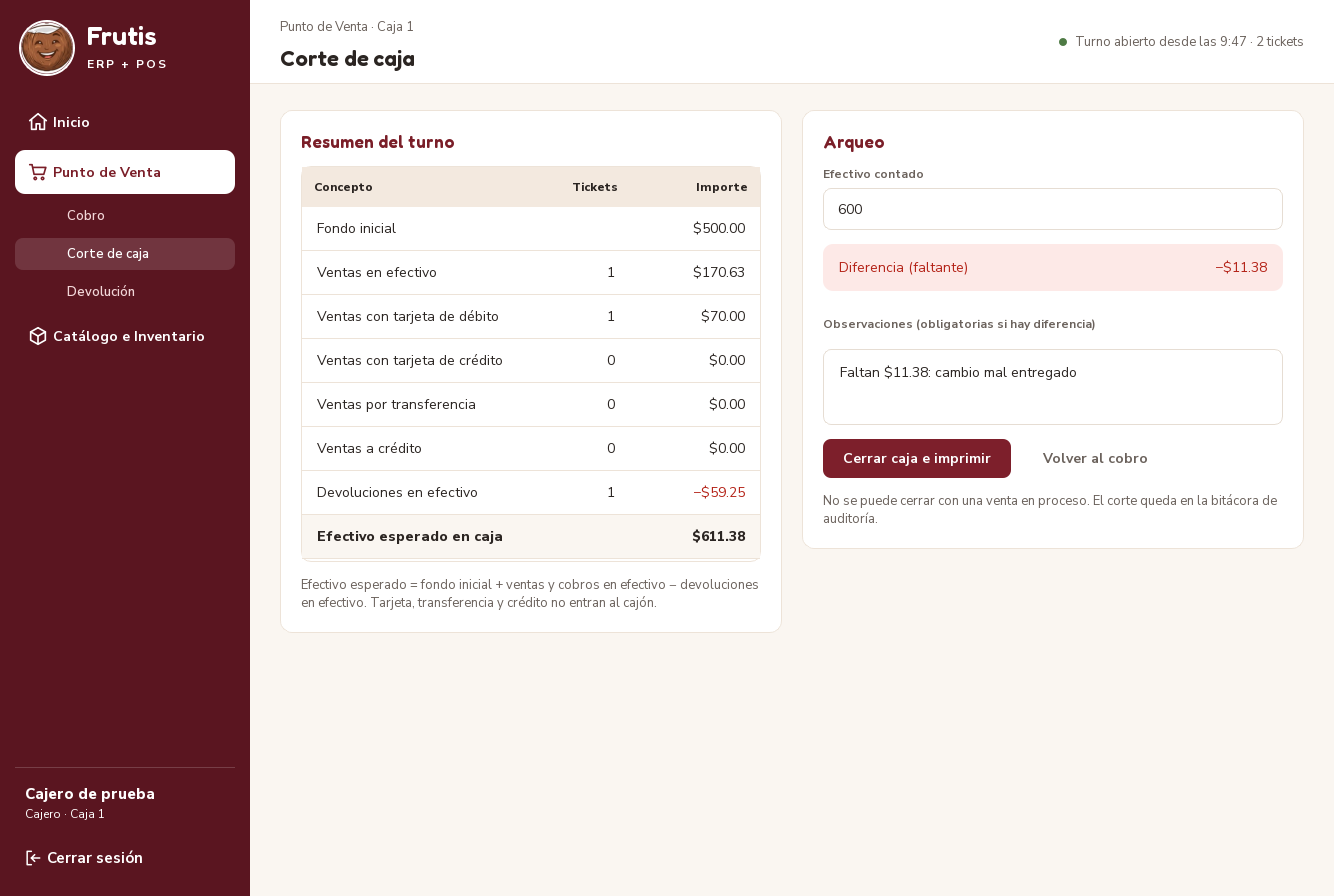 Frutis
ERP + POS
Inicio
Punto de Venta
Cobro
Corte de caja
Devolución
Catálogo e Inventario
Cajero de prueba
Cajero · Caja 1
Cerrar sesión
Punto de Venta · Caja 1
Corte de caja
Turno abierto desde las 9:47 · 2 tickets
Resumen del turno
Concepto Tickets Importe
Fondo inicial $500.00
Ventas en efectivo 1 $170.63
Ventas con tarjeta de débito 1 $70.00
Ventas con tarjeta de crédito 0 $0.00
Ventas por transferencia 0 $0.00
Ventas a crédito 0 $0.00
Devoluciones en efectivo 1 −$59.25
Efectivo esperado en caja $611.38
Efectivo esperado = fondo inicial + ventas y cobros en efectivo − devoluciones
en efectivo. Tarjeta, transferencia y crédito no entran al cajón.
Arqueo
Efectivo contado
600
Diferencia (faltante) −$11.38
Observaciones (obligatorias si hay diferencia)
Faltan $11.38: cambio mal entregado
Cerrar caja e imprimir
Volver al cobro
No se puede cerrar con una venta en proceso. El corte queda en la bitácora de
auditoría.